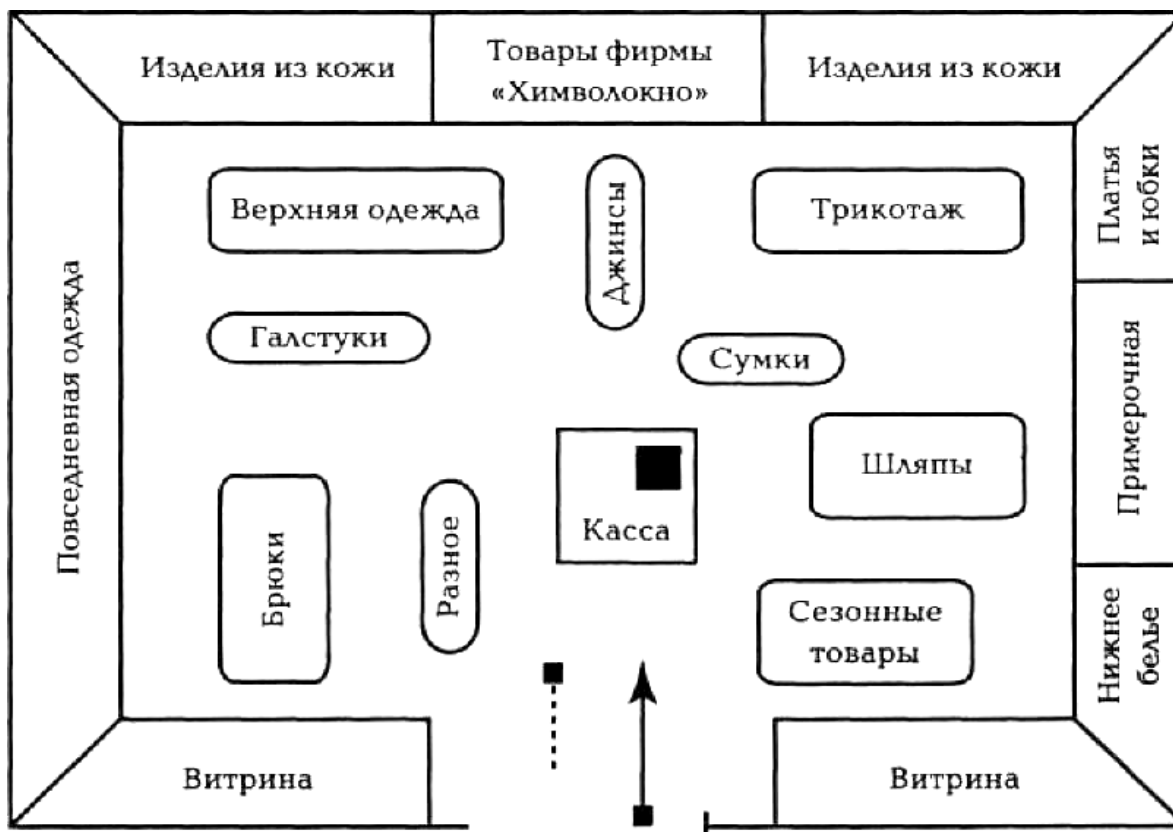 Изделия из кожи
Товары фирмы
«Химволокно»
Изделия из кожи
Повседневная одежда
Верхняя одежда
Джинсы
Трикотаж
Платья
и юбки
Галстуки
Сумки
Примерочная
Шляпы
Касса
Брюки
Разное
Сезонные
товары
Нижнее
белье
Витрина
Витрина